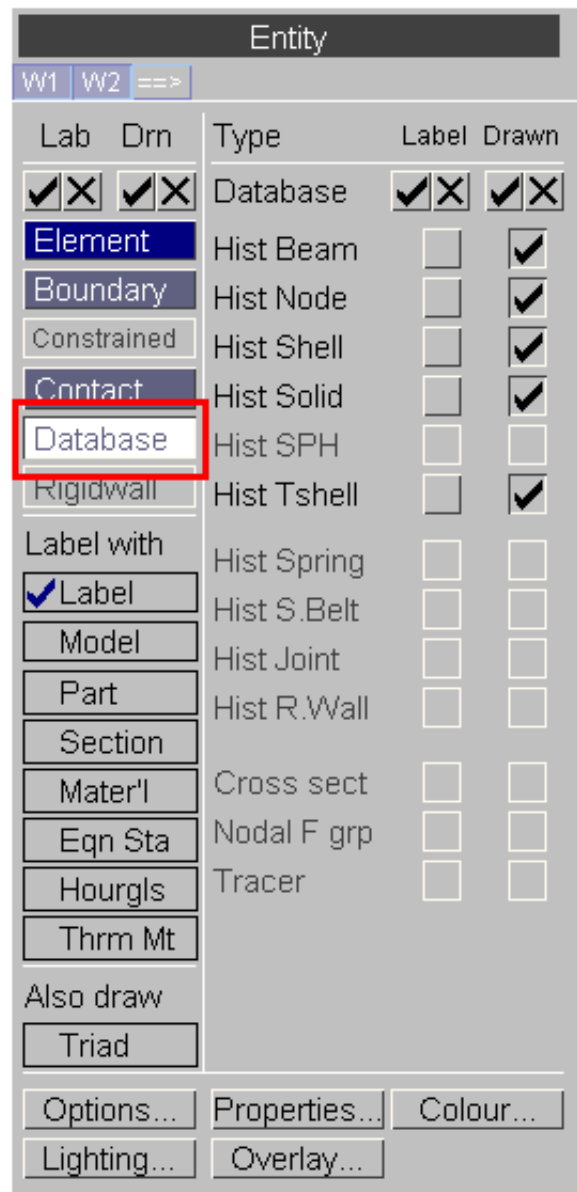 Entity
W1 W2 ==>
Lab Drn
Element
Boundary
Constrained
Contact
Database
Rigidwall
Label with
Label
Model
Part
Section
Mater'l
Eqn Sta
Hourgls
Thrm Mt
Also draw
Triad
Type Label Drawn
Database
Hist Beam
Hist Node
Hist Shell
Hist Solid
Hist SPH
Hist Tshell
Hist Spring
Hist S.Belt
Hist Joint
Hist R.Wall
Cross sect
Nodal F grp
Tracer
Options... Properties... Colour...
Lighting... Overlay...